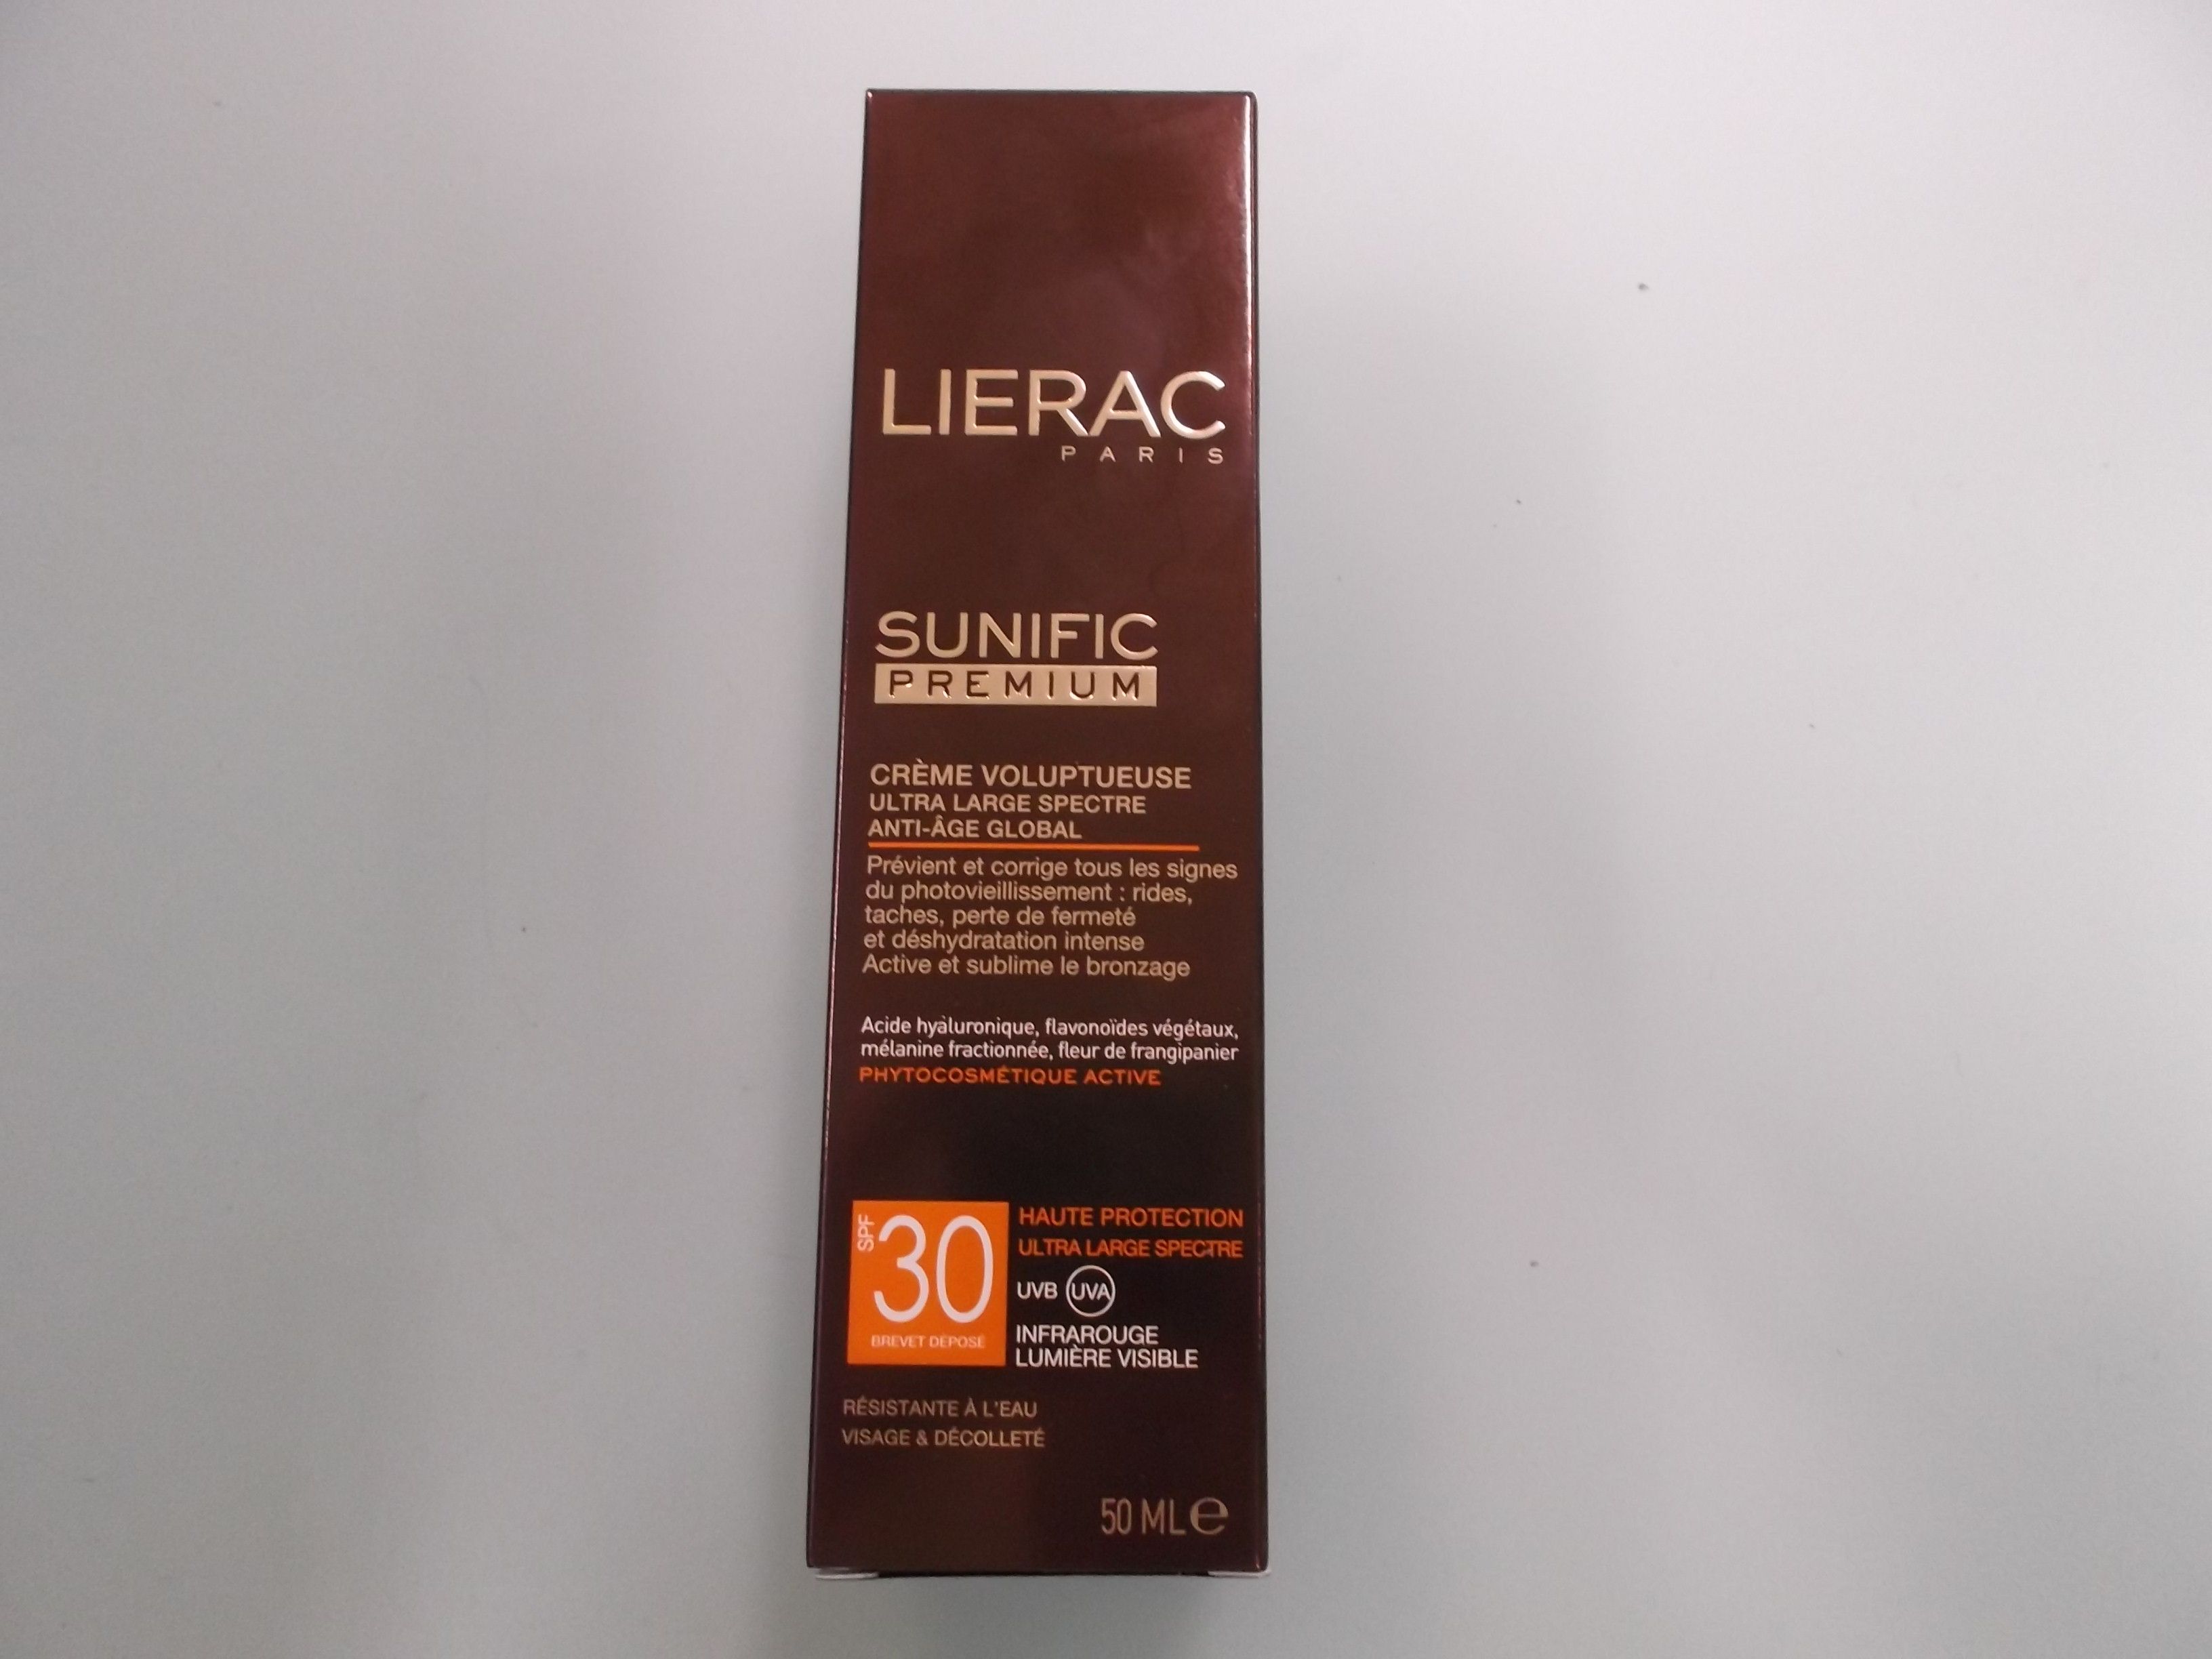 LIERAC
PARIS
SUNIFIC
PREMIUM
CRÈME VOLUPTUEUSE
ULTRA LARGE SPECTRE
ANTI-ÂGE GLOBAL
Prévient et corrige tous les signes
du photovieillissement : rides,
taches, perte de fermeté
et déshydratation intense
Active et sublime le bronzage
Acide hyaluronique, flavonoïdes végétaux,
mélanine fractionnée, fleur de frangipanier
PHYTOCOSMÉTIQUE ACTIVE
SPF 30
BREVET DÉPOSÉ
HAUTE PROTECTION
ULTRA LARGE SPECTRE
UVB UVA
INFRAROUGE
LUMIÈRE VISIBLE
RÉSISTANTE À L'EAU
VISAGE & DÉCOLLETÉ
50 ML e